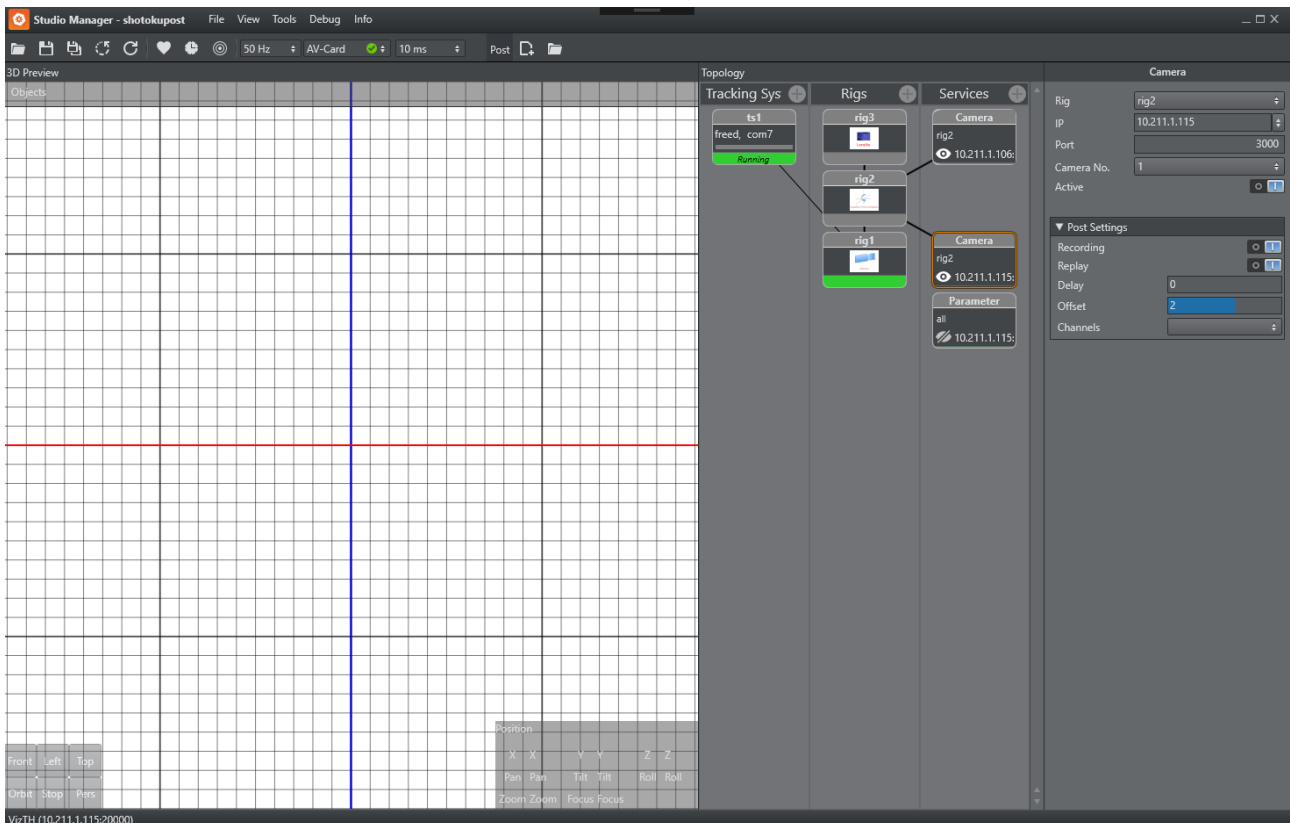 Studio Manager - shotokupost File View Tools Debug Info
50 Hz AV-Card 10 ms Post
3D Preview
Objects
Position
X X Y Y Z Z
Pan Pan Tilt Tilt Roll Roll
Zoom Zoom Focus Focus
Front Left Top
Orbit Stop Pers
Topology
Tracking Sys Rigs Services
ts1
freed, com7
Running
rig3
rig2
rig1
Camera
rig2
10.211.1.106:
Camera
rig2
10.211.1.115:
Parameter
all
10.211.1.115:
Camera
Rig rig2
IP 10.211.1.115
Port 3000
Camera No. 1
Active
Post Settings
Recording
Replay
Delay 0
Offset 2
Channels
VizTH (10.211.1.115:20000)